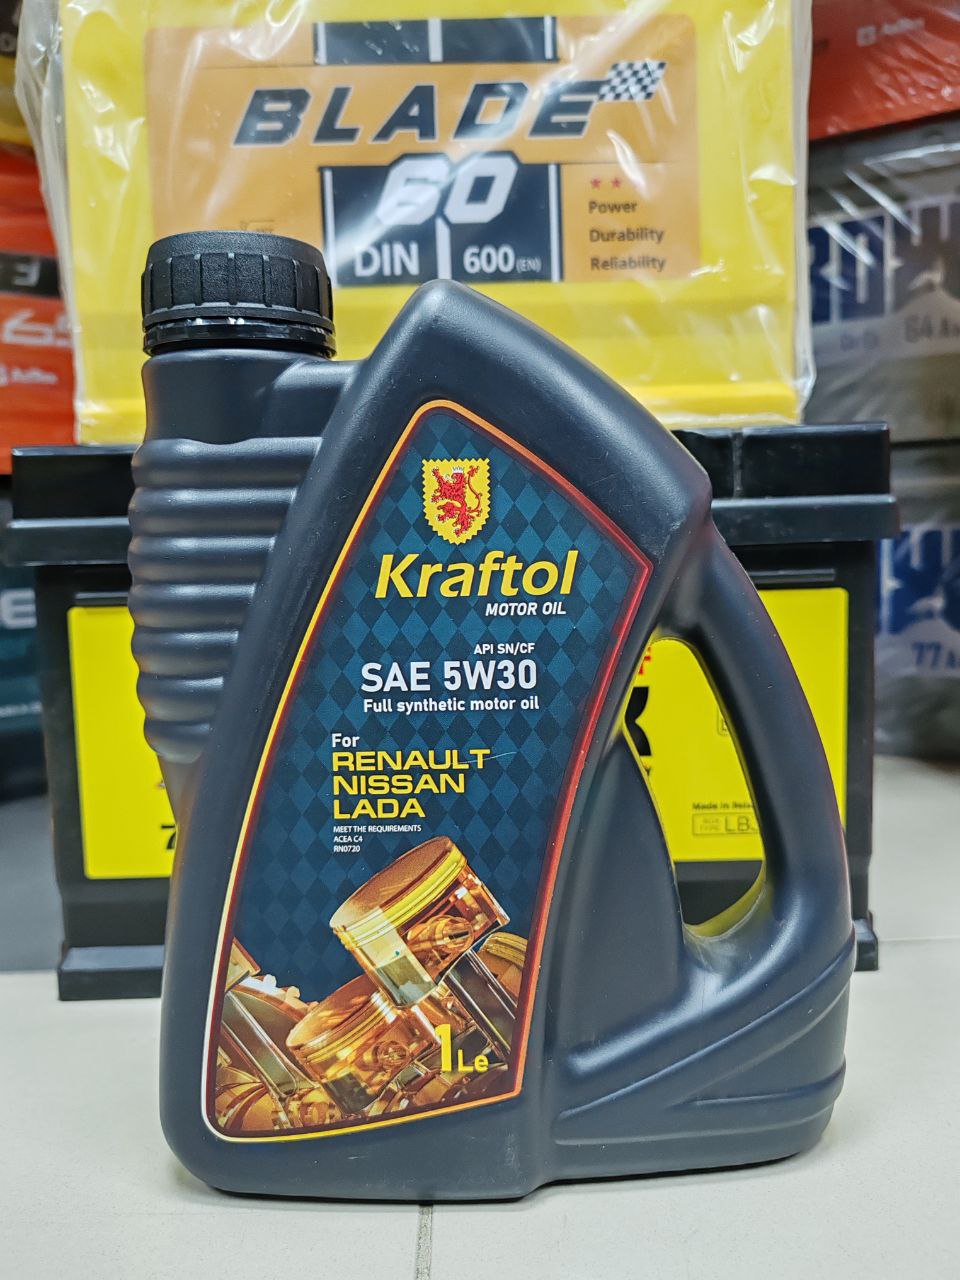 BLADE
60
DIN
600 (EN)
Power
Durability
Reliability
Kraftol
MOTOR OIL
API SN/CF
SAE 5W30
Full synthetic motor oil
For
RENAULT
NISSAN
LADA
MEET THE REQUIREMENTS
ACEA C4
RN0720
1Le